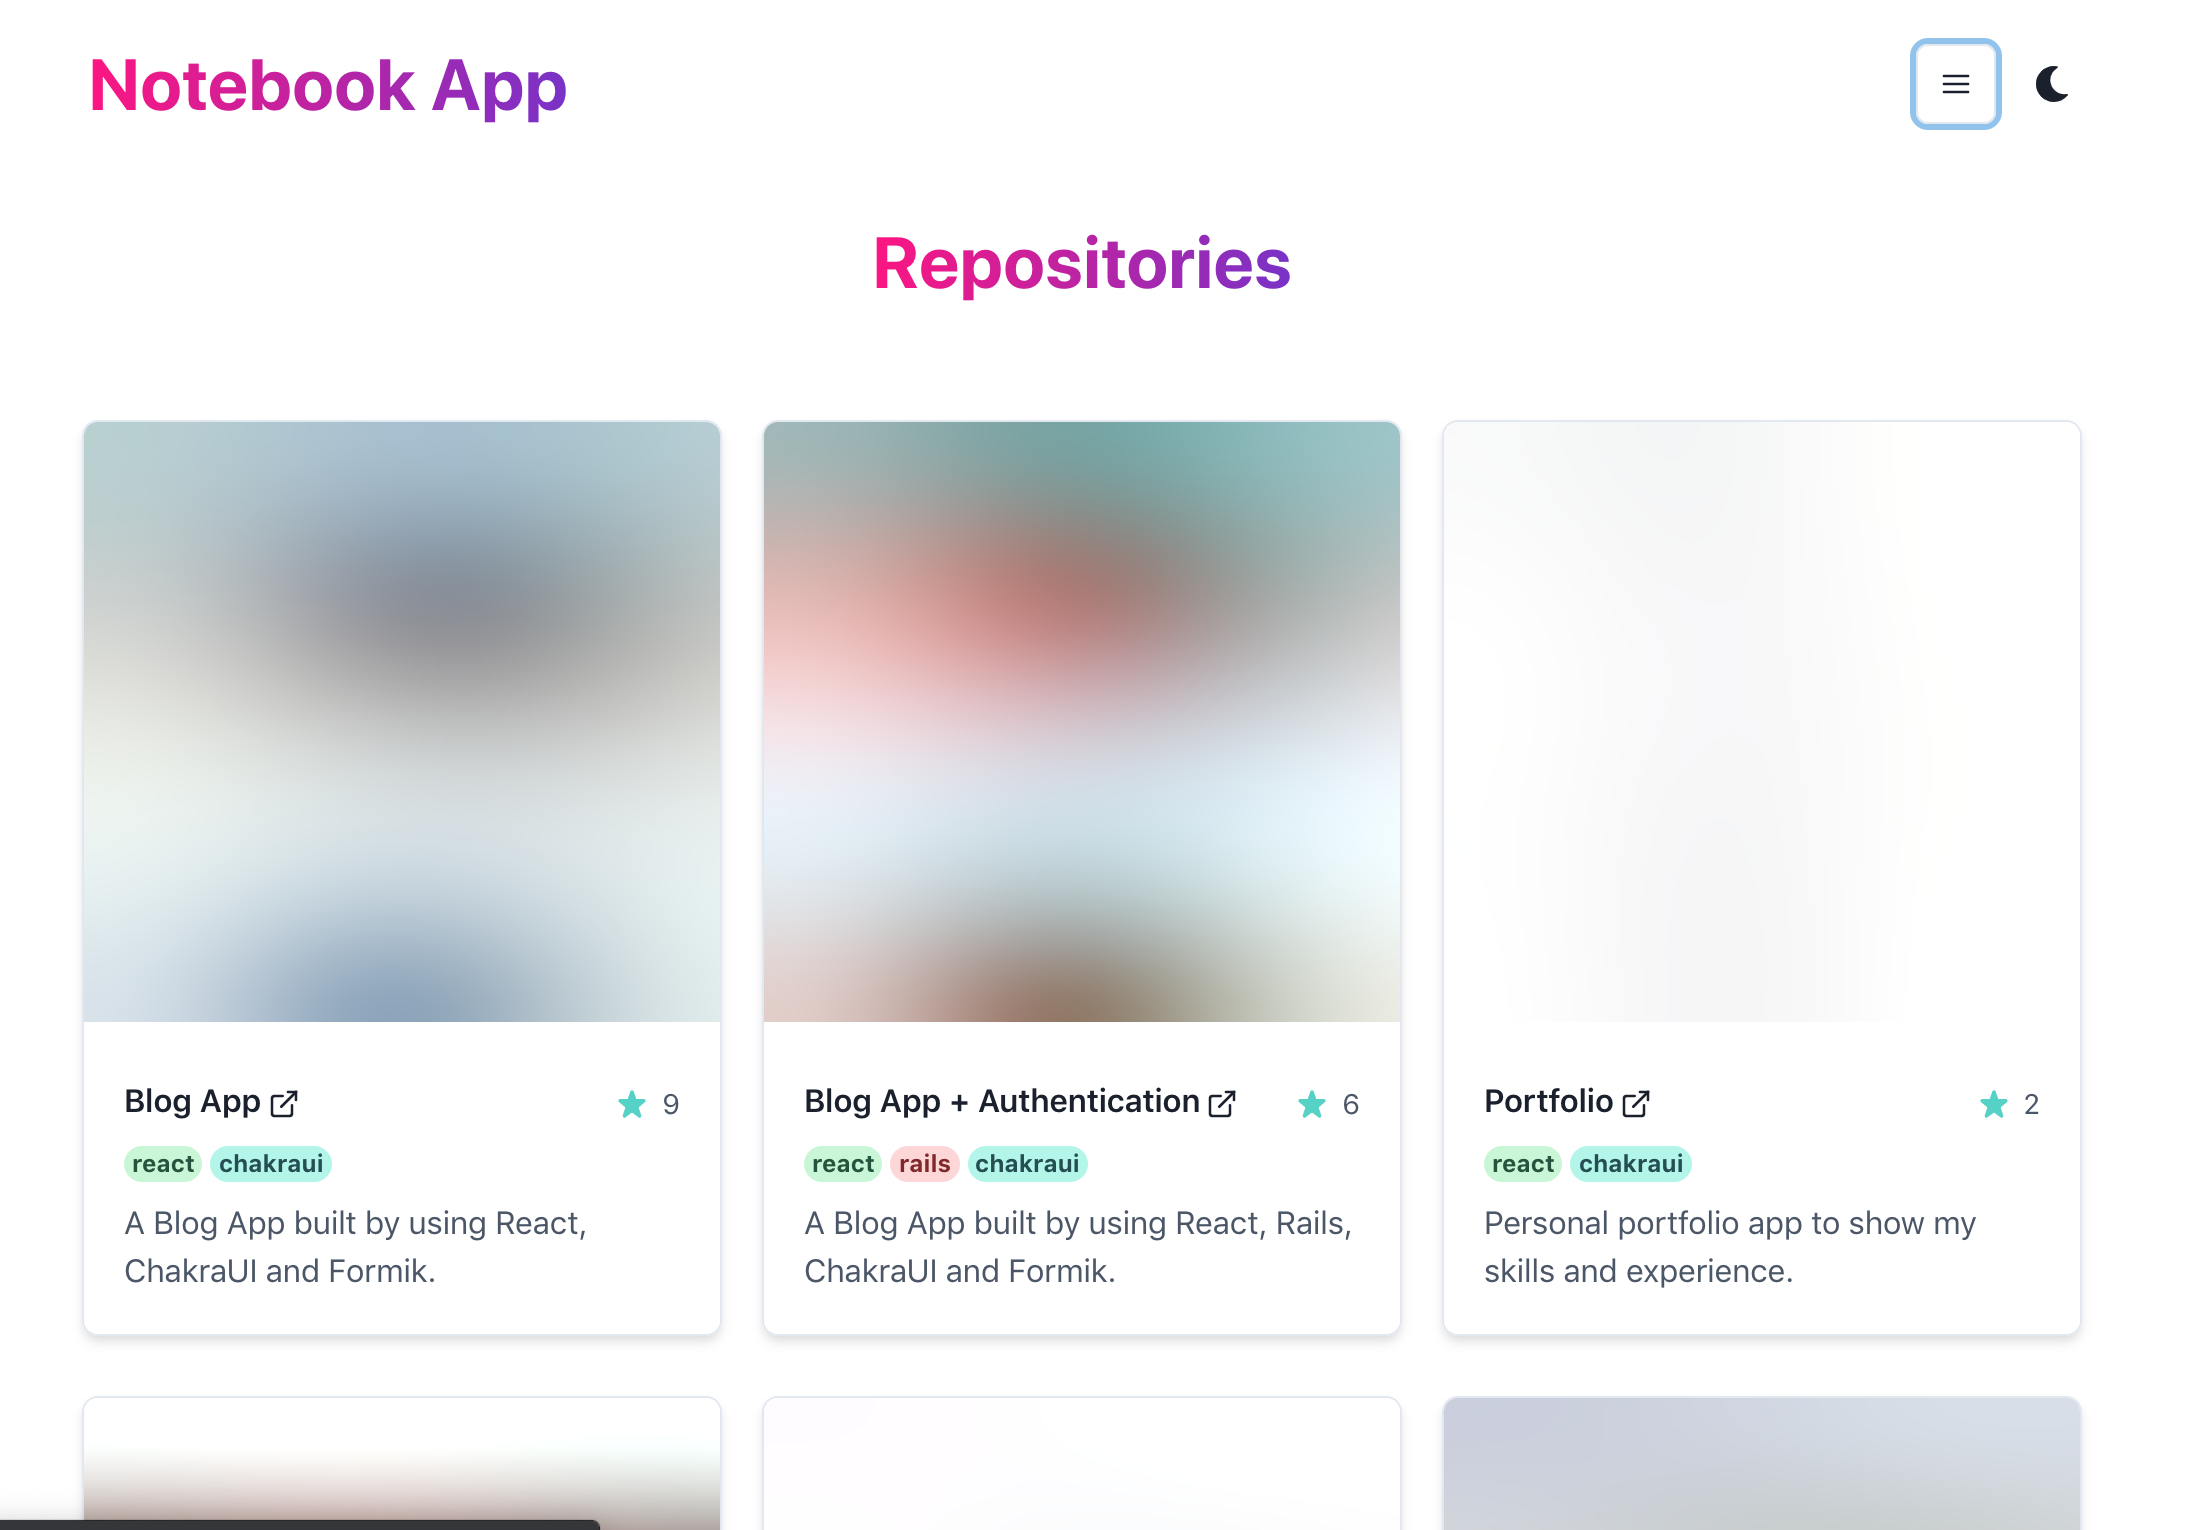 Notebook App
Repositories
Blog App
9
react chakraui
A Blog App built by using React,
ChakraUI and Formik.
Blog App + Authentication
6
react rails chakraui
A Blog App built by using React, Rails,
ChakraUI and Formik.
Portfolio
2
react chakraui
Personal portfolio app to show my
skills and experience.